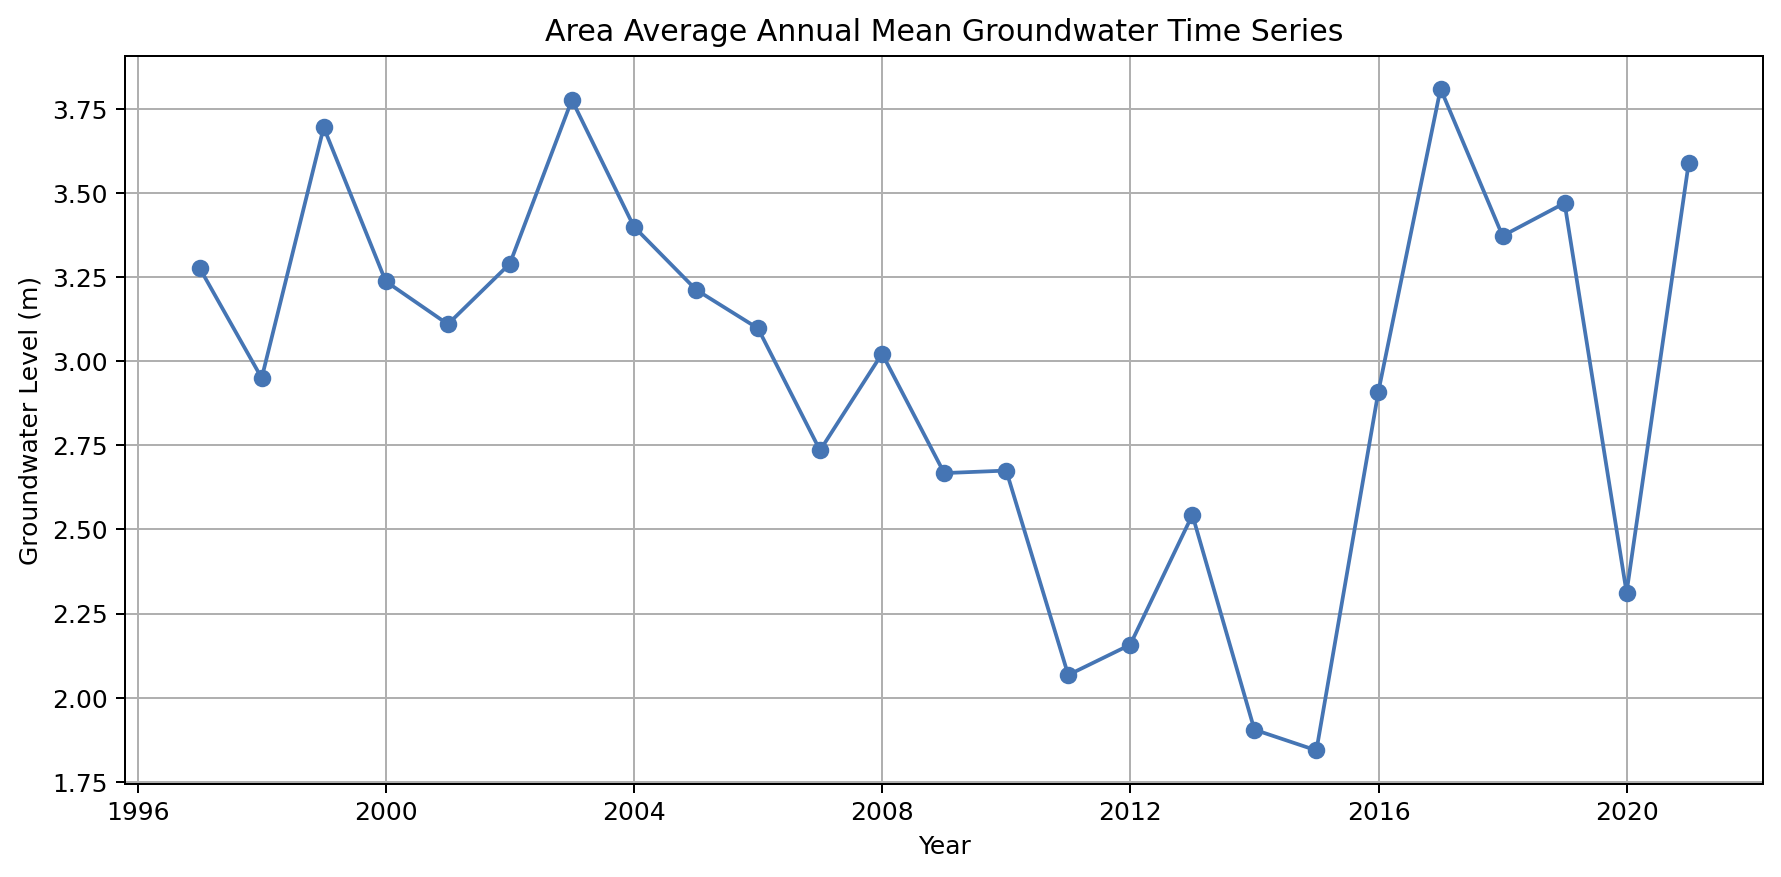 Area Average Annual Mean Groundwater Time Series
Groundwater Level (m)
3.75
3.50
3.25
3.00
2.75
2.50
2.25
2.00
1.75
1996 2000 2004 2008 2012 2016 2020
Year